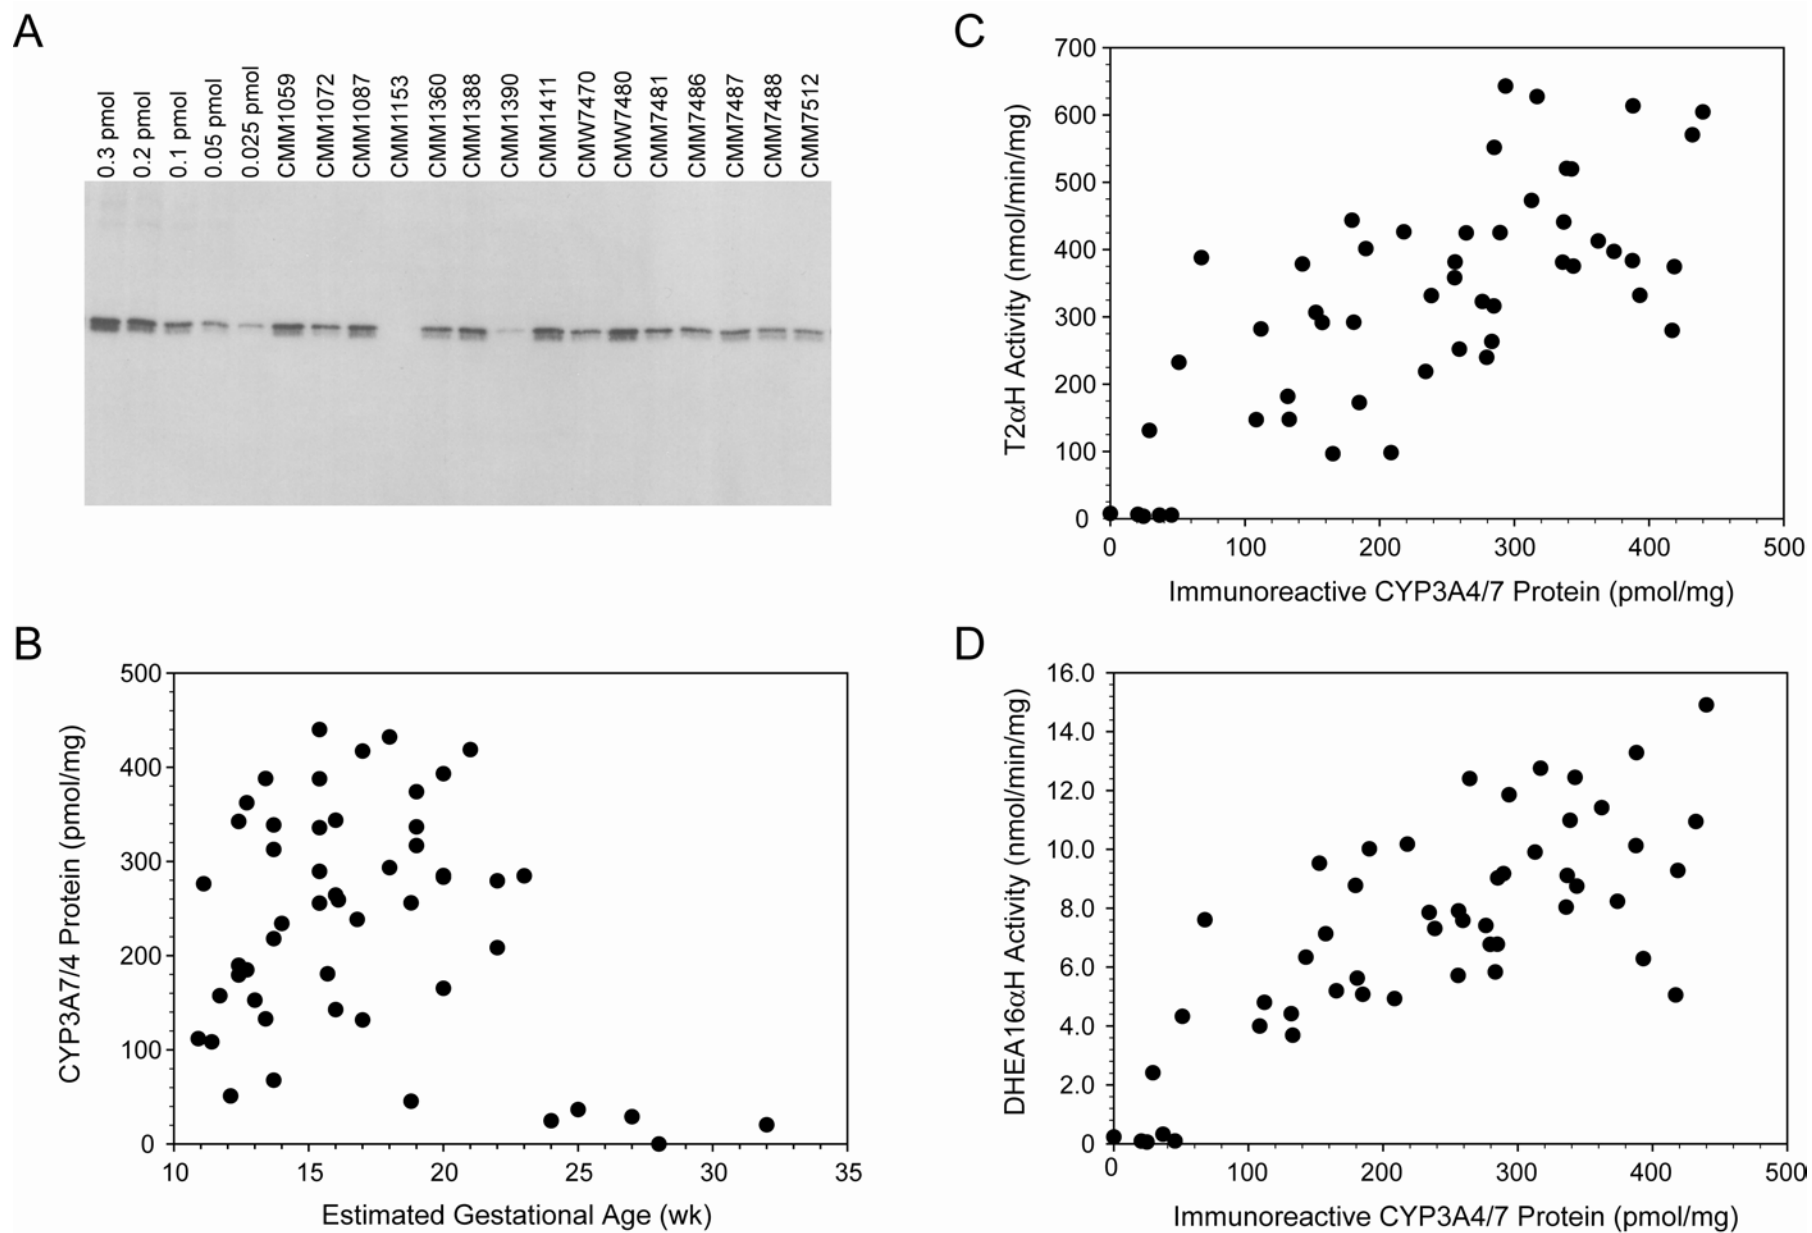 A
0.3 pmol
0.2 pmol
0.1 pmol
0.05 pmol
0.025 pmol
CMM1059
CMM1072
CMM1087
CMM1153
CMM1360
CMM1388
CMM1390
CMM1411
CMW7470
CMW7480
CMM7481
CMM7486
CMM7487
CMM7488
CMM7512
B
CYP3A7/4 Protein (pmol/mg)
500
400
300
200
100
0
10 15 20 25 30 35
Estimated Gestational Age (wk)
C
T2αH Activity (nmol/min/mg)
700
600
500
400
300
200
100
0
0 100 200 300 400 500
Immunoreactive CYP3A4/7 Protein (pmol/mg)
D
DHEA16αH Activity (nmol/min/mg)
16.0
14.0
12.0
10.0
8.0
6.0
4.0
2.0
0
0 100 200 300 400 500
Immunoreactive CYP3A4/7 Protein (pmol/mg)